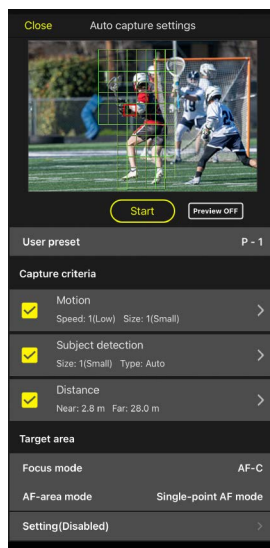 Close Auto capture settings
Start Preview OFF
User preset P - 1
Capture criteria
Motion
Speed: 1(Low) Size: 1(Small)
Subject detection
Size: 1(Small) Type: Auto
Distance
Near: 2.8 m Far: 28.0 m
Target area
Focus mode AF-C
AF-area mode Single-point AF mode
Setting(Disabled)